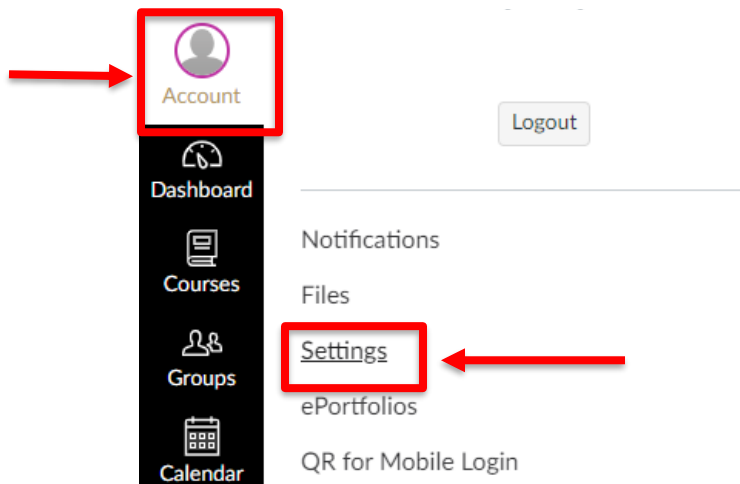 Account
Logout
Dashboard
Notifications
Courses
Files
Settings
Groups
ePortfolios
Calendar
QR for Mobile Login